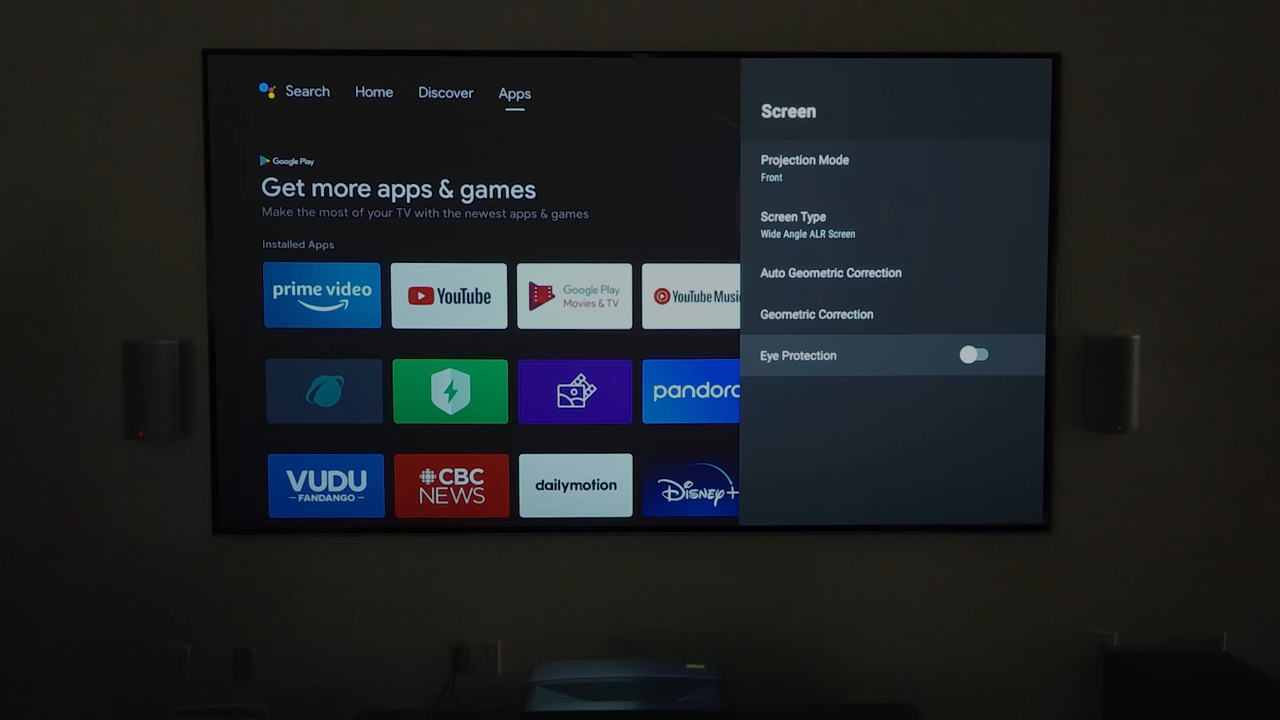 Search Home Discover Apps
Google Play
Get more apps & games
Make the most of your TV with the newest apps & games
Installed Apps
prime video
YouTube
Google Play
Movies & TV
YouTube Musi
pandora
VUDU
FANDANGO
CBC
NEWS
dailymotion
Disney+
Screen
Projection Mode
Front
Screen Type
Wide Angle ALR Screen
Auto Geometric Correction
Geometric Correction
Eye Protection